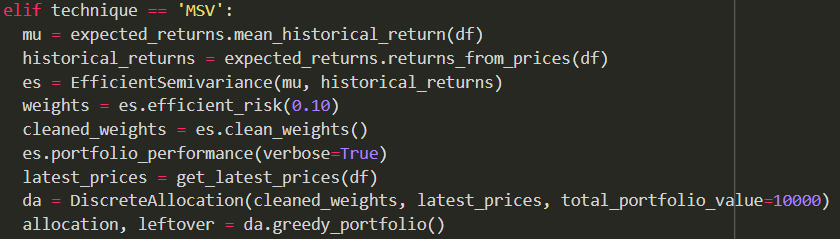 elif technique == 'MSV':
mu = expected_returns.mean_historical_return(df)
historical_returns = expected_returns.returns_from_prices(df)
es = EfficientSemivariance(mu, historical_returns)
weights = es.efficient_risk(0.10)
cleaned_weights = es.clean_weights()
es.portfolio_performance(verbose=True)
latest_prices = get_latest_prices(df)
da = DiscreteAllocation(cleaned_weights, latest_prices, total_portfolio_value=10000)
allocation, leftover = da.greedy_portfolio()